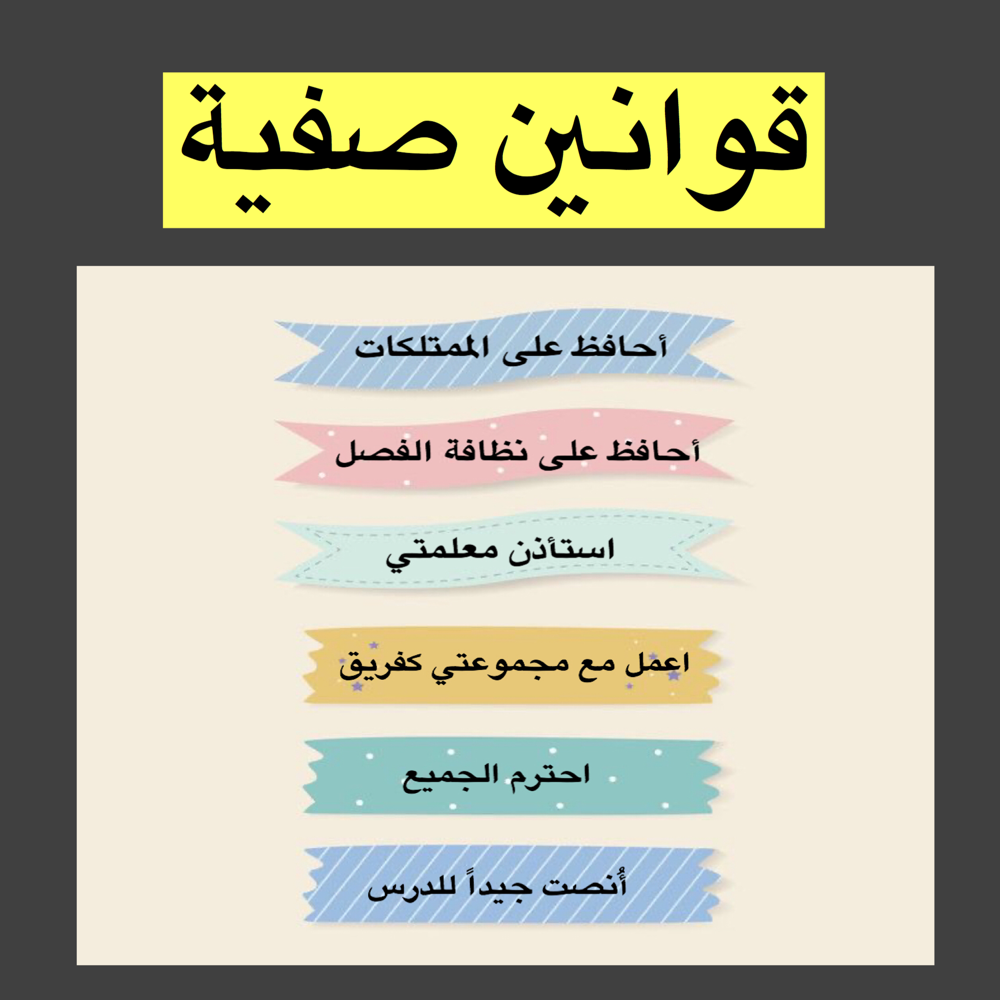 قوانين صفية
أحافظ على الممتلكات
أحافظ على نظافة الفصل
استأذن معلمتي
اعمل مع مجموعتي كفريق
احترم الجميع
أُنصت جيداً للدرس